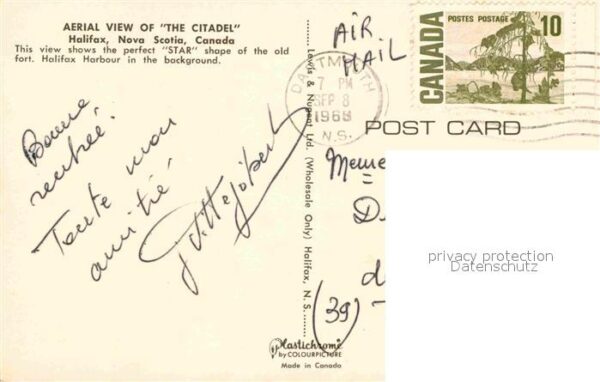 AERIAL VIEW OF "THE CITADEL"
Halifax, Nova Scotia, Canada
This view shows the perfect "STAR" shape of the old
fort. Halifax Harbour in the background.
Bonne
rentrée.
Toute mon
amitié
Lewis & Nugent Ltd. (Wholesale Only) Halifax, N. S.
Plastichrome
by COLOURPICTURE
Made in Canada
AIR
MAIL
DARTMOUTH
7 PM
SEP 8
1969
N.S.
CANADA
POSTES POSTAGE
10
POST CARD
Meme
D
d
(39)
privacy protection
Datenschutz